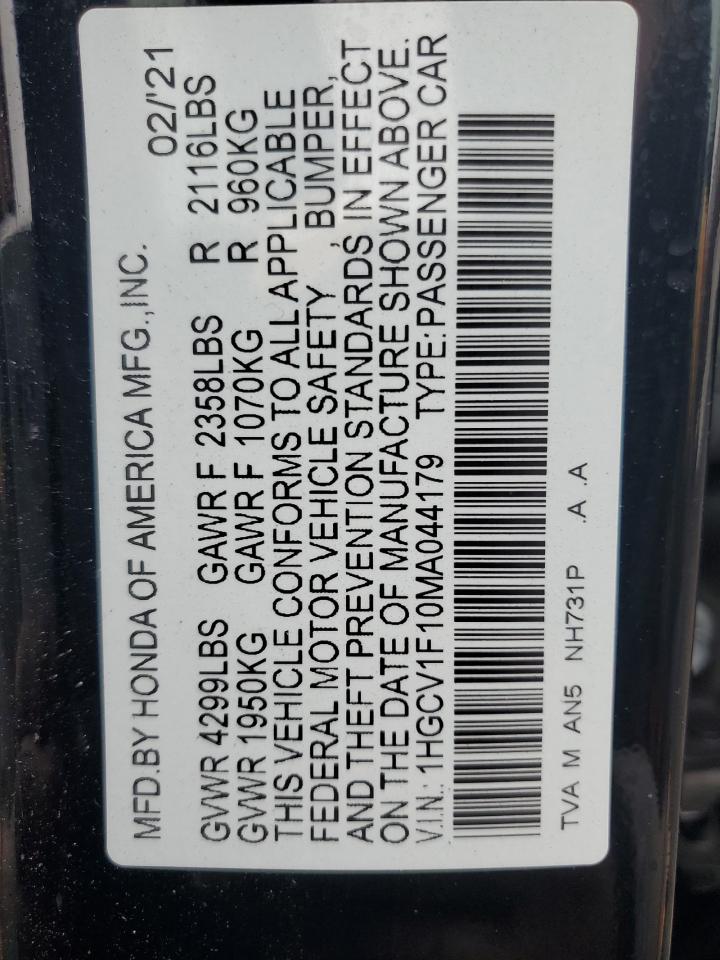 MFD.BY HONDA OF AMERICA MFG.,INC. 02/'21
GVWR 4299LBS GAWR F 2358LBS R 2116LBS
GVWR 1950KG GAWR F 1070KG R 960KG
THIS VEHICLE CONFORMS TO ALL APPLICABLE
FEDERAL MOTOR VEHICLE SAFETY, BUMPER,
AND THEFT PREVENTION STANDARDS IN EFFECT
ON THE DATE OF MANUFACTURE SHOWN ABOVE.
V.I.N.: 1HGCV1F10MA044179 TYPE:PASSENGER CAR
TVA M AN5 NH731P .A .A